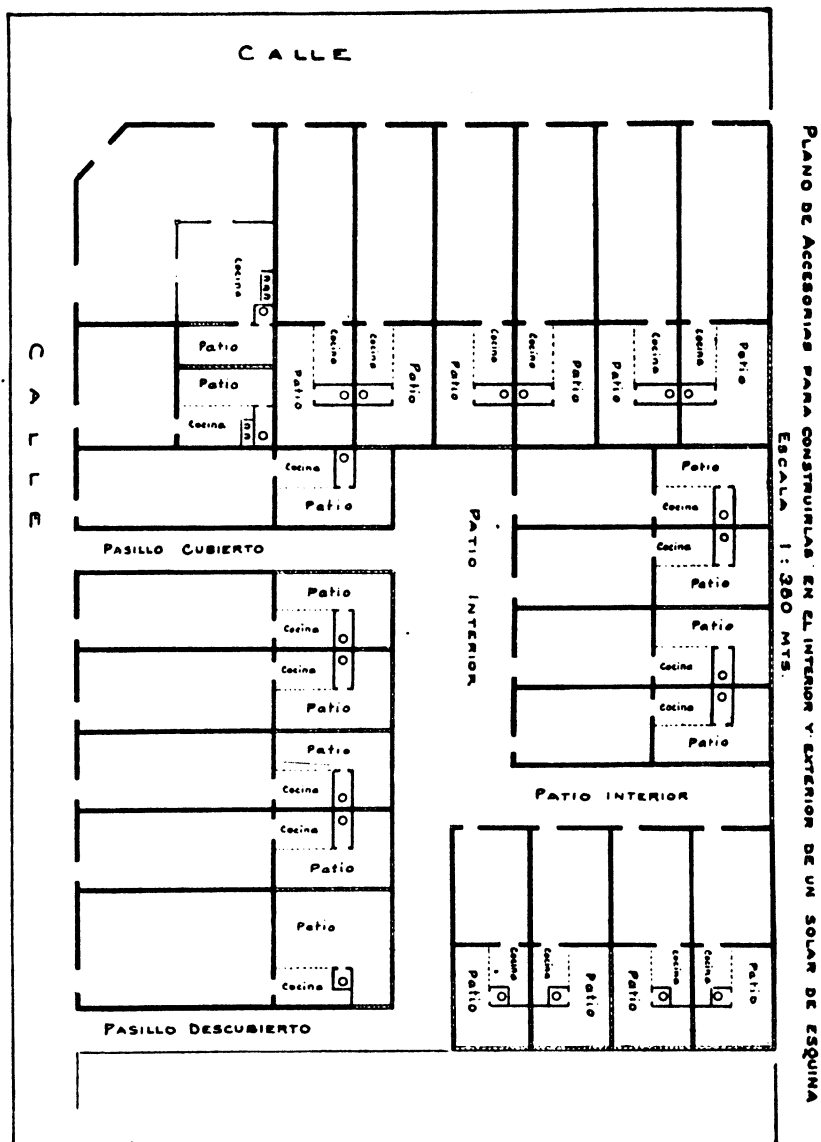 PLANO DE ACCESORIAS PARA CONSTRUIRLAS EN EL INTERIOR Y EXTERIOR DE UN SOLAR DE ESQUINA
ESCALA 1:380 MTS.
CALLE
CALLE
Cocina
Patio
Patio
Cocina
Patio
Cocina
Cocina
Patio
Patio
Cocina
Cocina
Patio
Patio
Cocina
Cocina
Patio
Cocina
Patio
PASILLO CUBIERTO
PATIO INTERIOR
Patio
Cocina
Cocina
Patio
Patio
Cocina
Cocina
Patio
Patio
Cocina
Cocina
Patio
Patio
Cocina
Cocina
Patio
Patio
Cocina
PASILLO DESCUBIERTO
PATIO INTERIOR
Patio
Cocina
Cocina
Patio
Patio
Cocina
Cocina
Patio